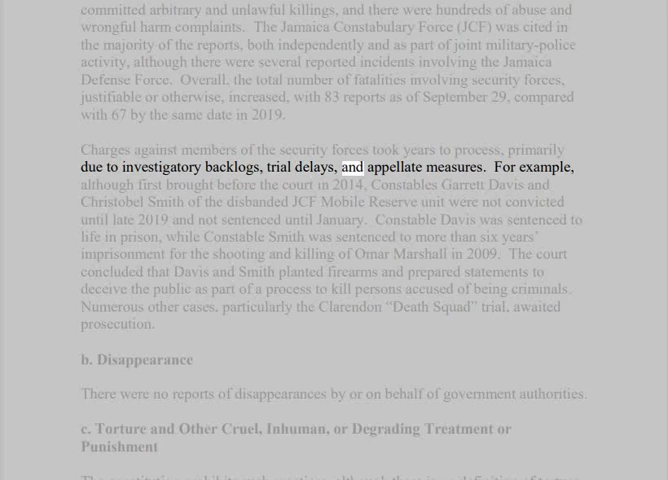 committed arbitrary and unlawful killings, and there were hundreds of abuse and
wrongful harm complaints. The Jamaica Constabulary Force (JCF) was cited in
the majority of the reports, both independently and as part of joint military-police
activity, although there were several reported incidents involving the Jamaica
Defense Force. Overall, the total number of fatalities involving security forces,
justifiable or otherwise, increased, with 83 reports as of September 29, compared
with 67 by the same date in 2019.
Charges against members of the security forces took years to process, primarily
due to investigatory backlogs, trial delays, and appellate measures. For example,
although first brought before the court in 2014, Constables Garrett Davis and
Christobel Smith of the disbanded JCF Mobile Reserve unit were not convicted
until late 2019 and not sentenced until January. Constable Davis was sentenced to
life in prison, while Constable Smith was sentenced to more than six years’
imprisonment for the shooting and killing of Omar Marshall in 2009. The court
concluded that Davis and Smith planted firearms and prepared statements to
deceive the public as part of a process to kill persons accused of being criminals.
Numerous other cases, particularly the Clarendon “Death Squad” trial, awaited
prosecution.
b. Disappearance
There were no reports of disappearances by or on behalf of government authorities.
c. Torture and Other Cruel, Inhuman, or Degrading Treatment or
Punishment